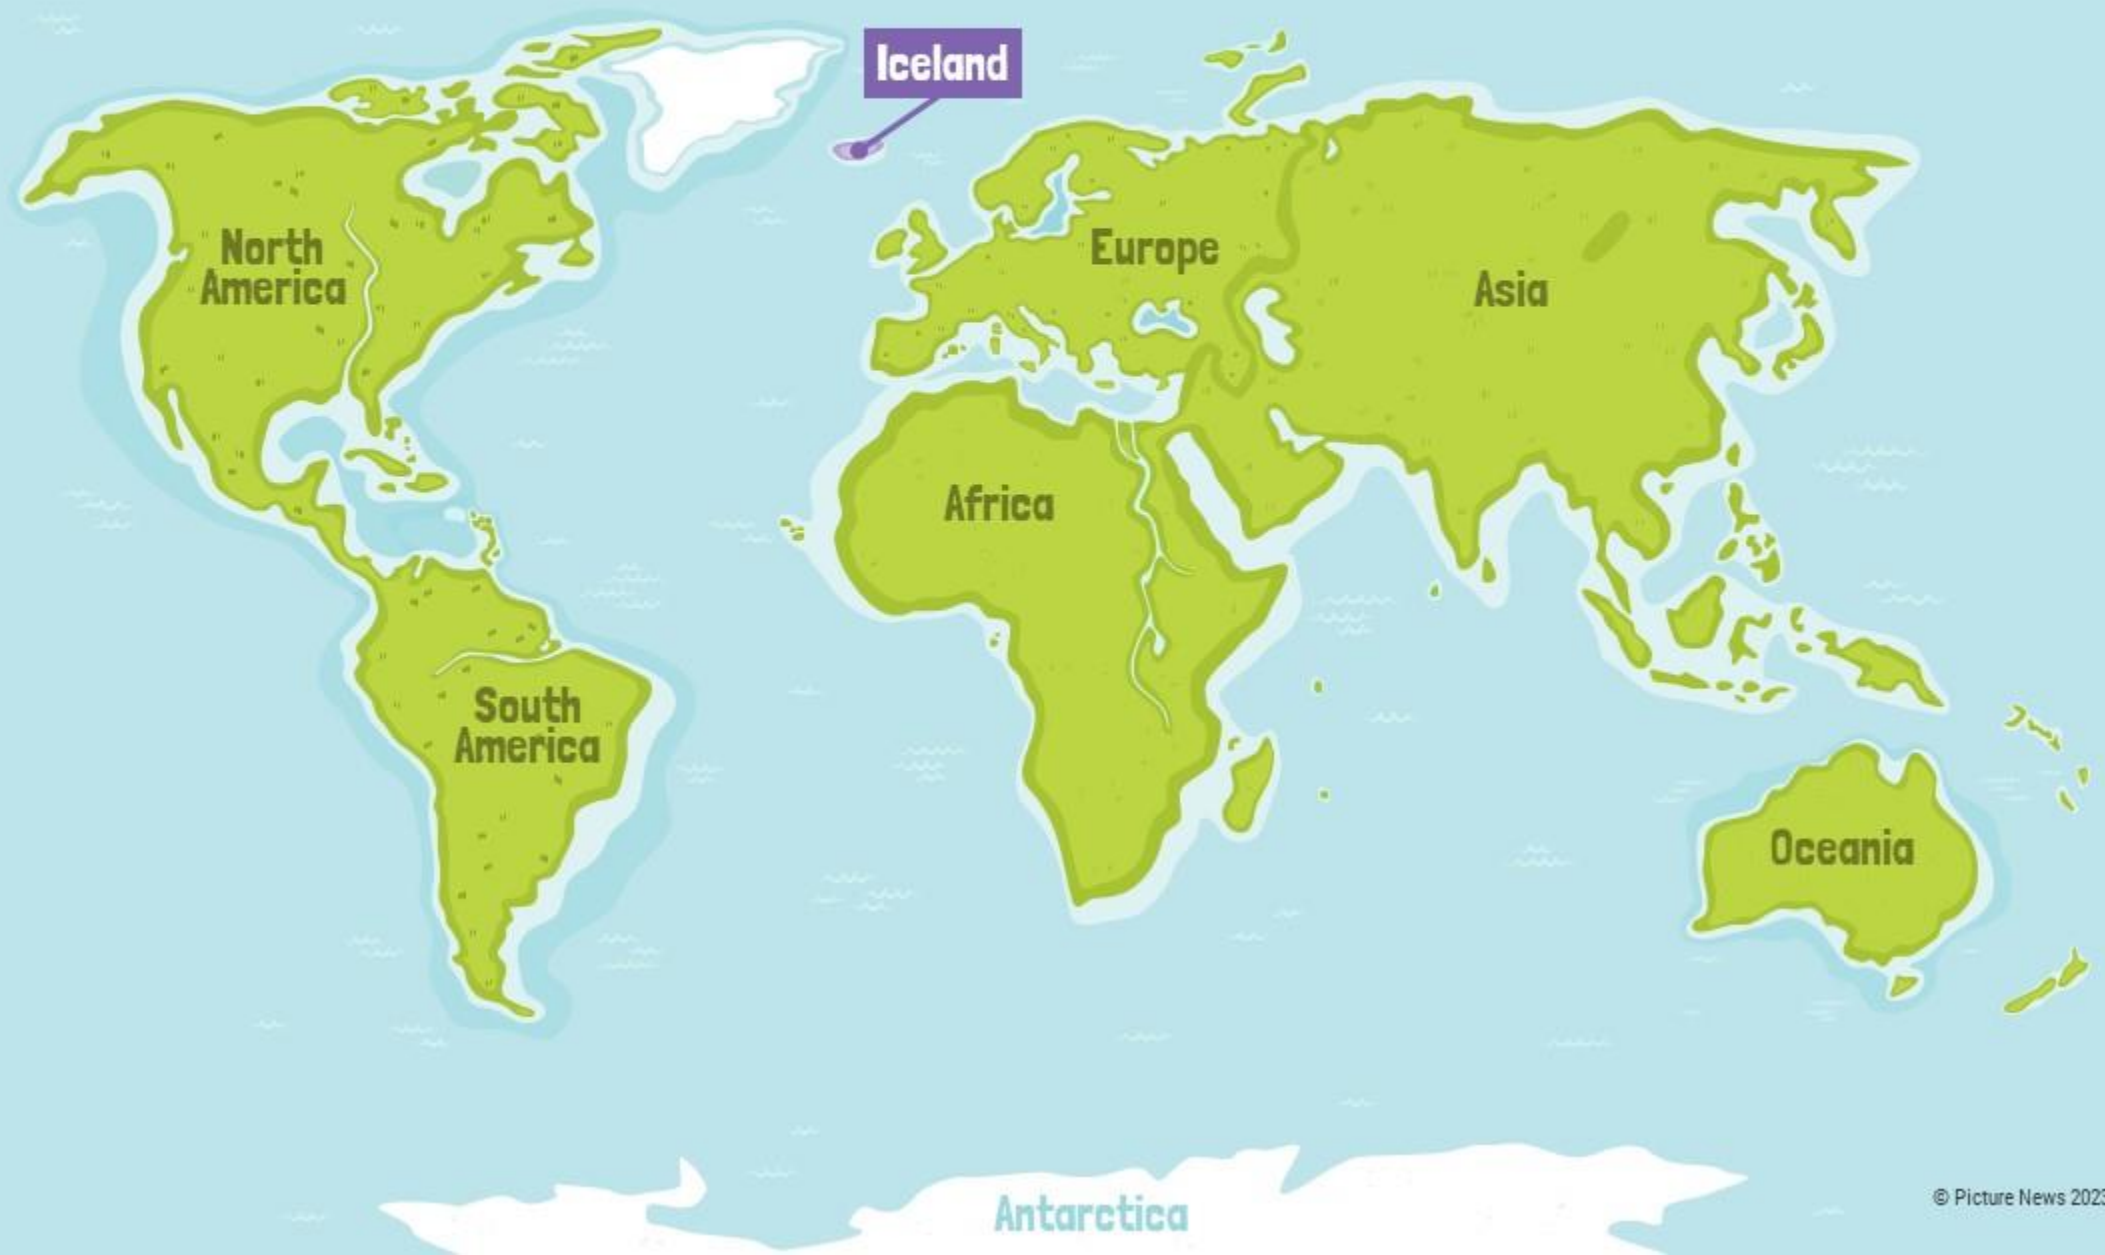 Iceland
North
America
Europe
Asia
Africa
South
America
Oceania
Antarctica
© Picture News 2023